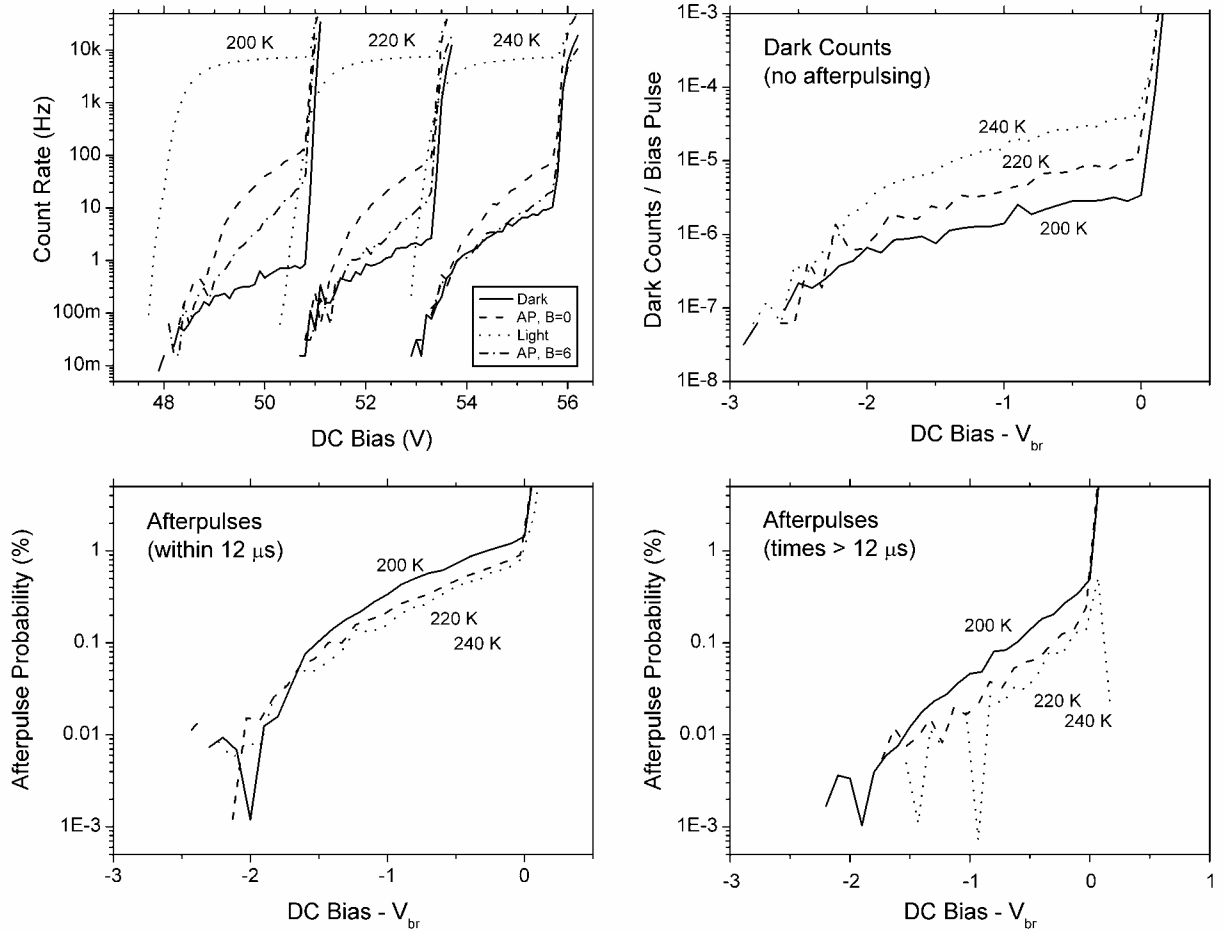 10k
1k
100
10
1
100m
10m
Count Rate (Hz)
200 K
220 K
240 K
Dark
AP, B=0
Light
AP, B=6
48
50
52
54
56
DC Bias (V)
1E-3
1E-4
1E-5
1E-6
1E-7
1E-8
Dark Counts / Bias Pulse
Dark Counts
(no afterpulsing)
240 K
220 K
200 K
-3
-2
-1
0
DC Bias - Vbr
1
0.1
0.01
1E-3
Afterpulse Probability (%)
Afterpulses
(within 12 μs)
200 K
220 K
240 K
-3
-2
-1
0
DC Bias - Vbr
1
0.1
0.01
1E-3
Afterpulse Probability (%)
Afterpulses
(times > 12 μs)
200 K
220 K
240 K
-3
-2
-1
0
1
DC Bias - Vbr